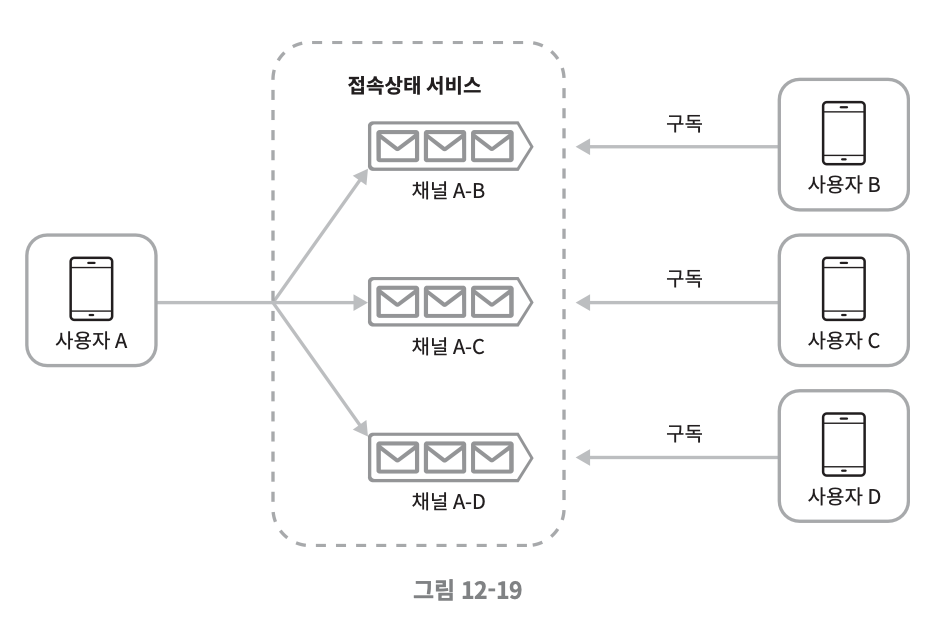 접속상태 서비스
구독
채널 A-B
사용자 B
사용자 A
구독
채널 A-C
사용자 C
구독
채널 A-D
사용자 D
그림 12-19